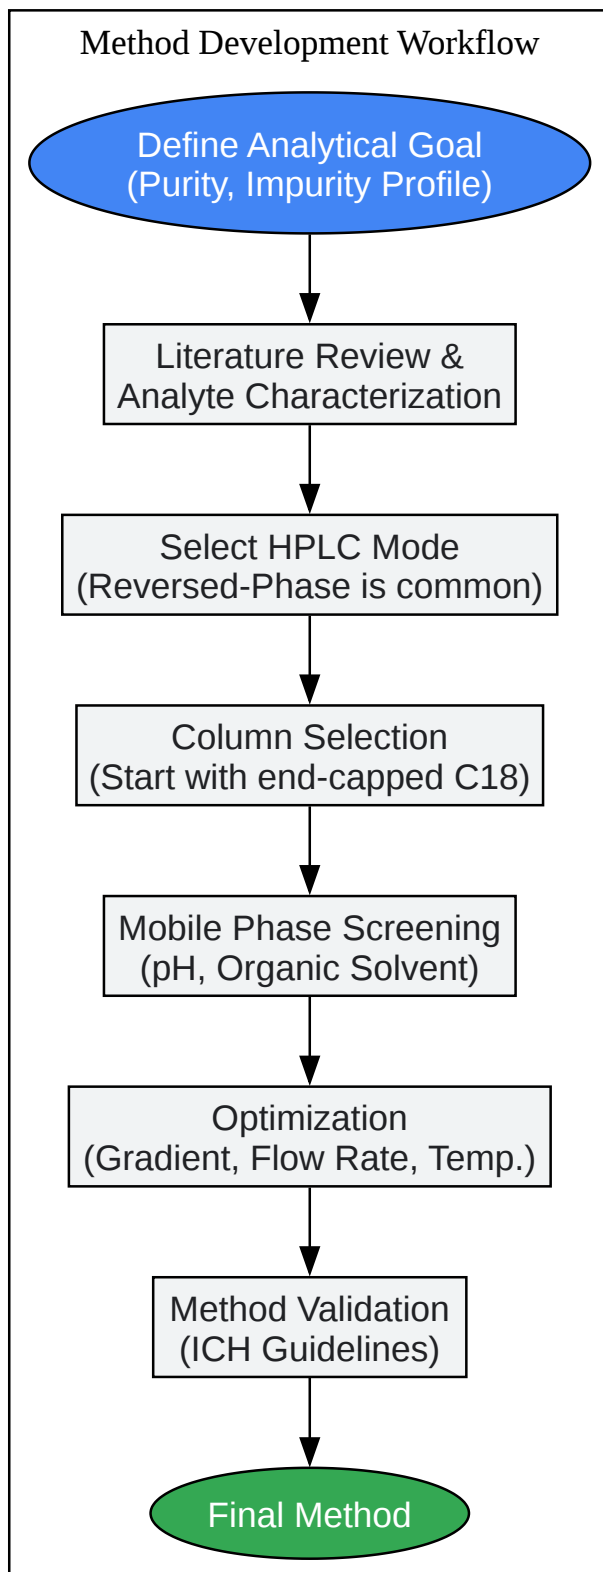 Method Development Workflow
Define Analytical Goal
(Purity, Impurity Profile)
Literature Review &
Analyte Characterization
Select HPLC Mode
(Reversed-Phase is common)
Column Selection
(Start with end-capped C18)
Mobile Phase Screening
(pH, Organic Solvent)
Optimization
(Gradient, Flow Rate, Temp.)
Method Validation
(ICH Guidelines)
Final Method